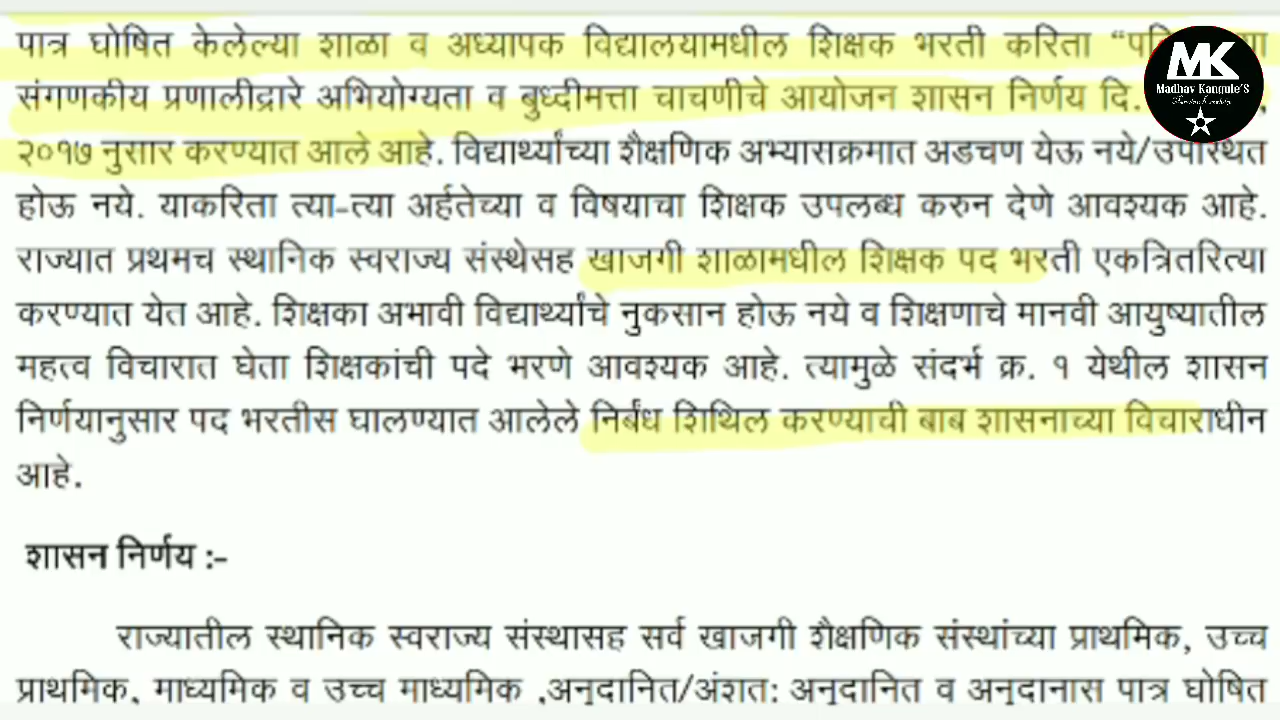 पात्र घोषित केलेल्या शाळा व अध्यापक विद्यालयामधील शिक्षक भरती करिता
MK
Madhav Kangule'S
संगणकीय प्रणालीद्वारे अभियोग्यता व बुध्दीमत्ता चाचणीचे आयोजन शासन निर्णय दि.
२०१७ नुसार करण्यात आले आहे. विद्यार्थ्यांच्या शैक्षणिक अभ्यासक्रमात अडचण येऊ नये/उपस्थित
होऊ नये. याकरिता त्या-त्या अर्हतेच्या व विषयाचा शिक्षक उपलब्ध करुन देणे आवश्यक आहे.
राज्यात प्रथमच स्थानिक स्वराज्य संस्थेसह खाजगी शाळामधील शिक्षक पद भरती एकत्रितरित्या
करण्यात येत आहे. शिक्षका अभावी विद्यार्थ्यांचे नुकसान होऊ नये व शिक्षणाचे मानवी आयुष्यातील
महत्व विचारात घेता शिक्षकांची पदे भरणे आवश्यक आहे. त्यामुळे संदर्भ क्र. १ येथील शासन
निर्णयानुसार पद भरतीस घालण्यात आलेले निर्बंध शिथिल करण्याची बाब शासनाच्या विचाराधीन
आहे.
शासन निर्णय :-
राज्यातील स्थानिक स्वराज्य संस्थासह सर्व खाजगी शैक्षणिक संस्थांच्या प्राथमिक, उच्च
प्राथमिक, माध्यमिक व उच्च माध्यमिक ,अनुदानित/अंशत: अनुदानित व अनुदानास पात्र घोषित